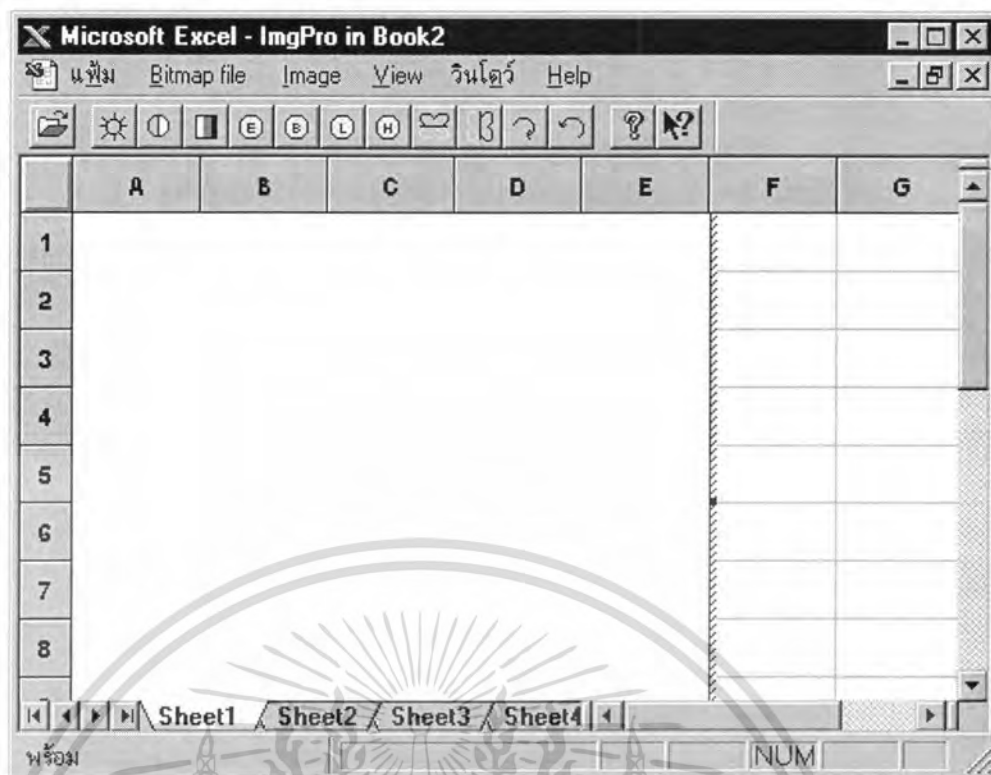 Microsoft Excel - ImgPro in Book2
แฟ้ม Bitmap file Image View วินโดว์ Help
E B L H
A B C D E F G
1
2
3
4
5
6
7
8
Sheet1 Sheet2 Sheet3 Sheet4
พร้อม NUM